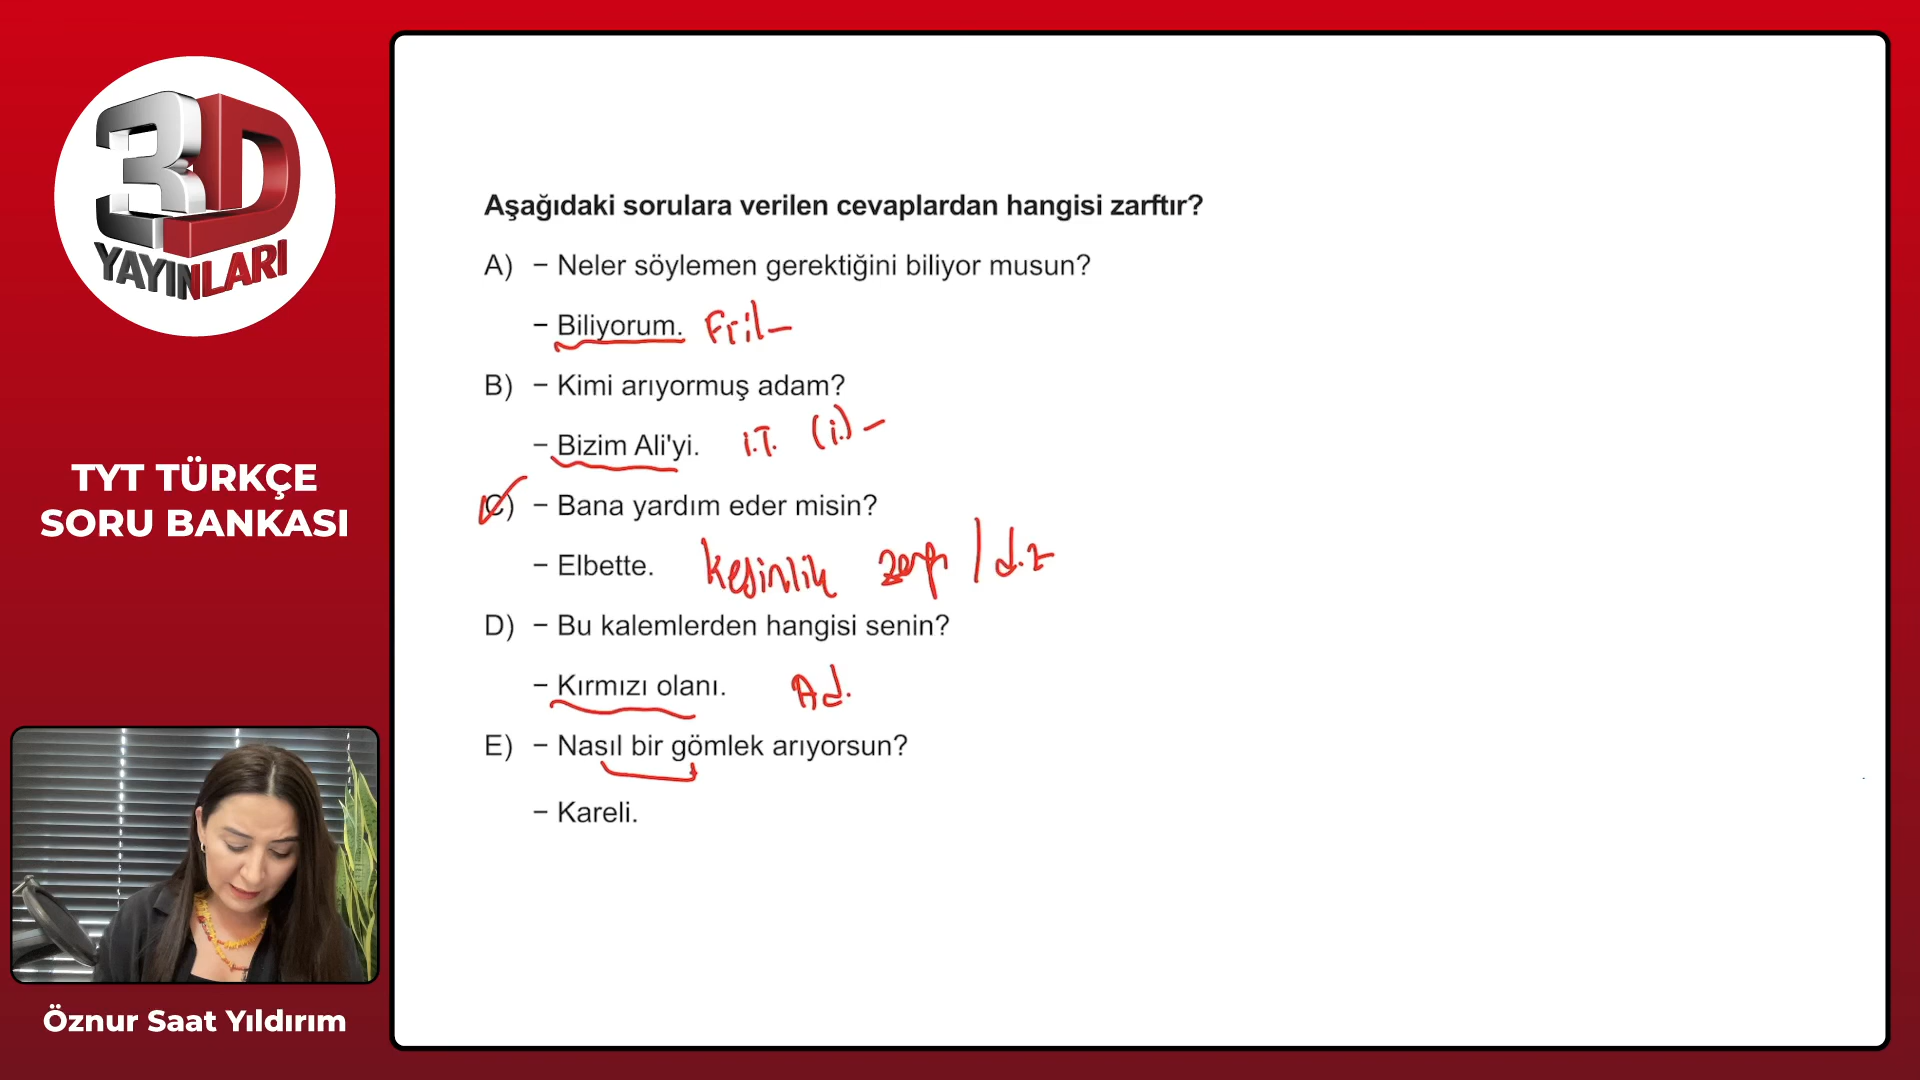 3D
YAYINLARI
TYT TÜRKÇE
SORU BANKASI
Öznur Saat Yıldırım
Aşağıdaki sorulara verilen cevaplardan hangisi zarftır?
A) – Neler söylemen gerektiğini biliyor musun?
– Biliyorum. Fiil –
B) – Kimi arıyormuş adam?
– Bizim Ali'yi. İ.T. (i.) –
C) – Bana yardım eder misin?
– Elbette. Kesinlik zarfı / d.z
D) – Bu kalemlerden hangisi senin?
– Kırmızı olanı. Ad.
E) – Nasıl bir gömlek arıyorsun?
– Kareli.